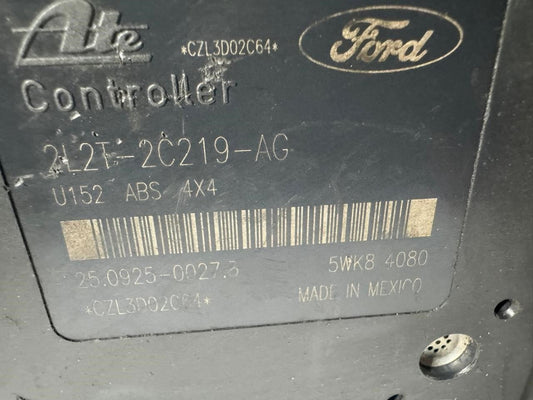 Ate *CZL3D02C64* Ford
Controller
2L2T-2C219-AG
U152 ABS 4X4
25.0925-0027.3 5WK8 4080
*CZL3D02C64* MADE IN MEXICO